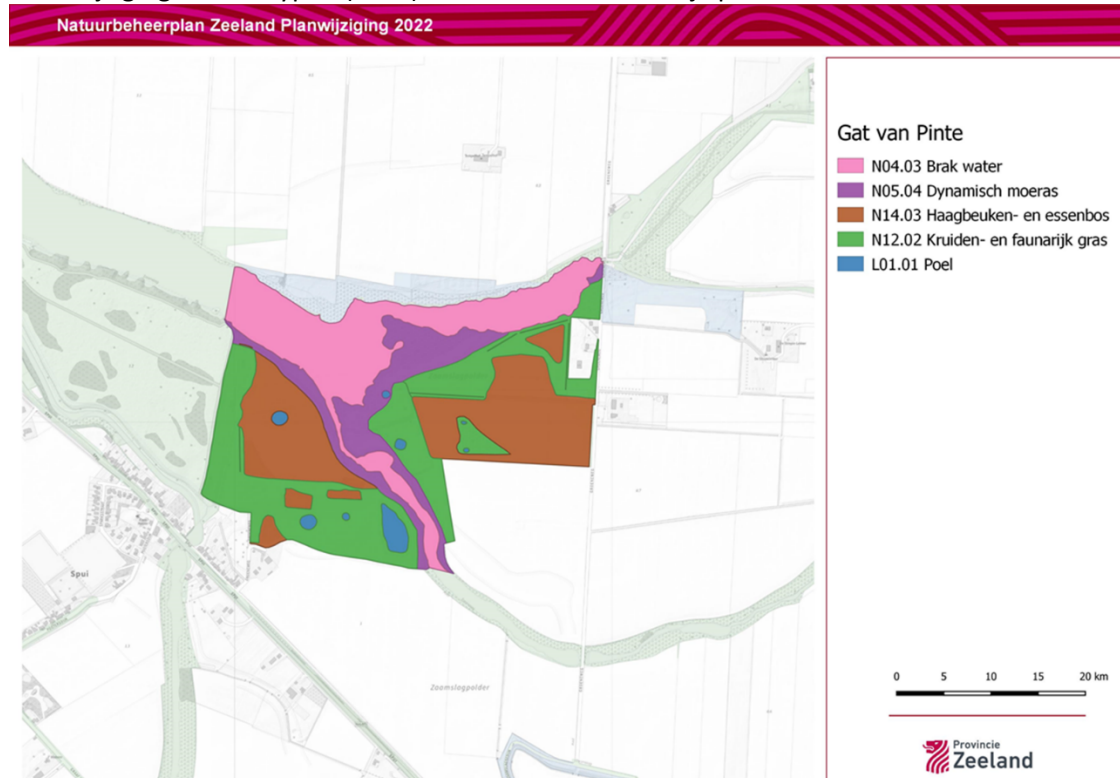 Natuurbeheerplan Zeeland Planwijziging 2022
Gat van Pinte
N04.03 Brak water
N05.04 Dynamisch moeras
N14.03 Haagbeuken- en essenbos
N12.02 Kruiden- en faunarijk gras
L01.01 Poel
Spui
Zaamslagpolder
0 5 10 15 20 km
Provincie
Zeeland